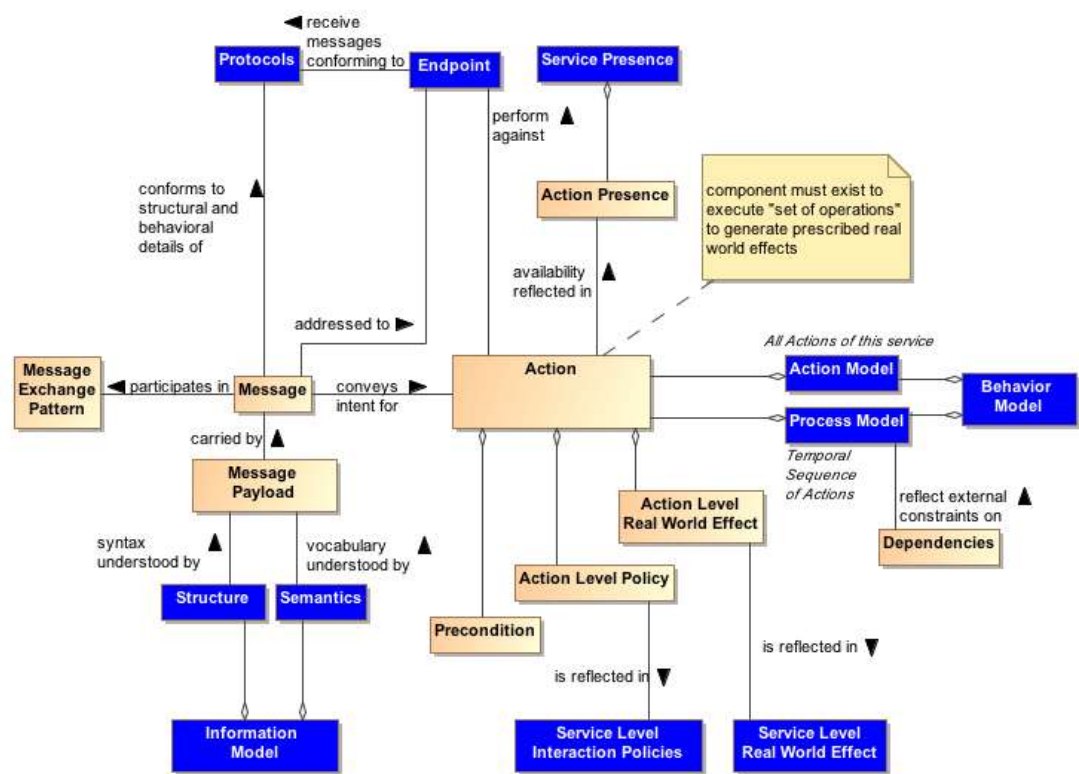 receive
messages
conforming to
Protocols
Endpoint
Service Presence
perform
against
Action Presence
component must exist to
execute "set of operations"
to generate prescribed real
world effects
conforms to
structural and
behavioral
details of
availability
reflected in
addressed to
Message
Exchange
Pattern
participates in
Message
conveys
intent for
Action
All Actions of this service
Action Model
Behavior
Model
Process Model
Temporal
Sequence
of Actions
carried by
Message
Payload
Action Level
Real World Effect
reflect external
constraints on
Dependencies
syntax
understood by
vocabulary
understood by
Structure
Semantics
Action Level Policy
Precondition
is reflected in
is reflected in
Information
Model
Service Level
Interaction Policies
Service Level
Real World Effect